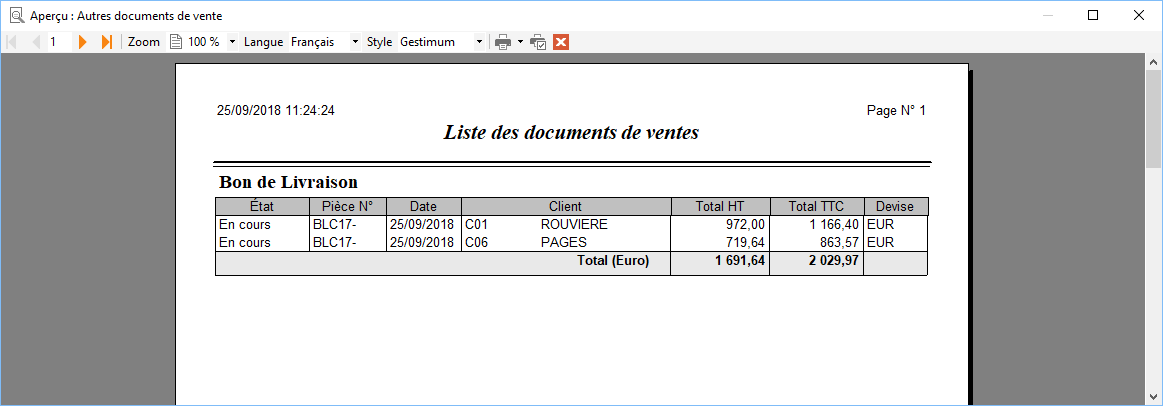 Aperçu : Autres documents de vente
1 Zoom 100 % Langue Français Style Gestimum
25/09/2018 11:24:24 Page N° 1
Liste des documents de ventes
Bon de Livraison
État Pièce N° Date Client Total HT Total TTC Devise
En cours BLC17- 25/09/2018 C01 ROUVIERE 972,00 1 166,40 EUR
En cours BLC17- 25/09/2018 C06 PAGES 719,64 863,57 EUR
Total (Euro) 1 691,64 2 029,97